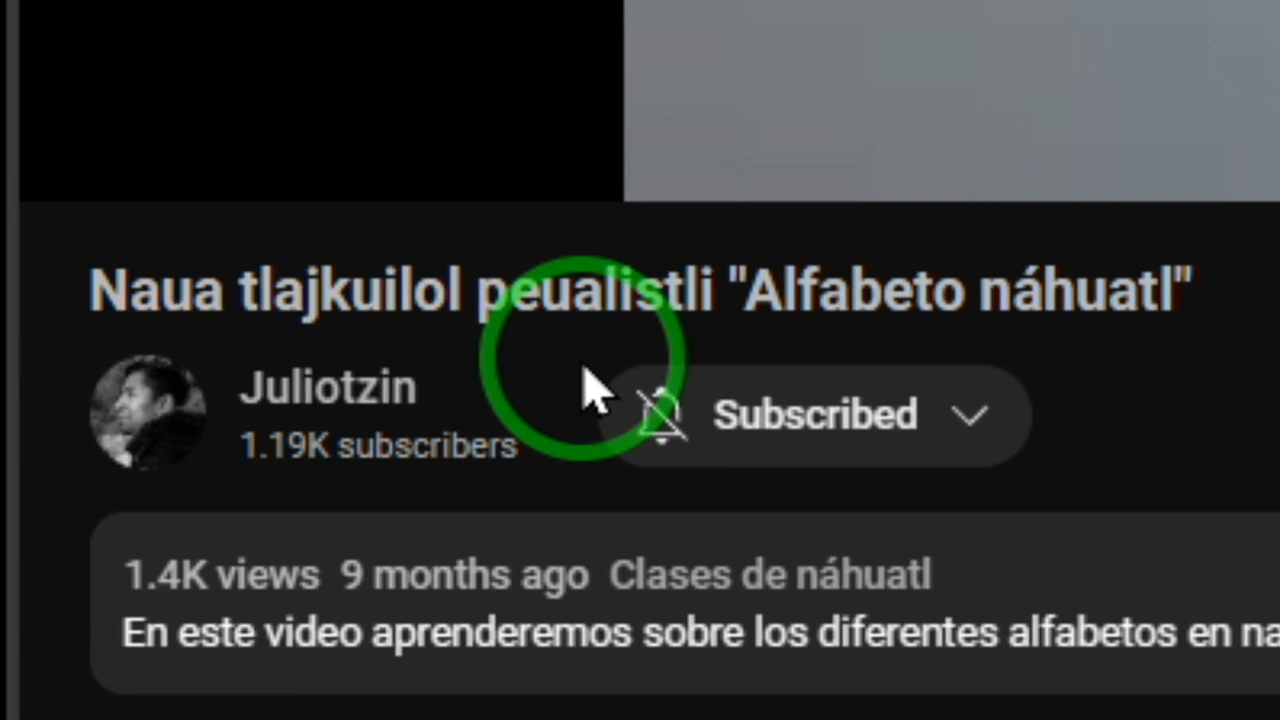 Naua tlajkuilol peualistli "Alfabeto náhuatl"
Juliotzin
1.19K subscribers
Subscribed
1.4K views 9 months ago Clases de náhuatl
En este video aprenderemos sobre los diferentes alfabetos en na